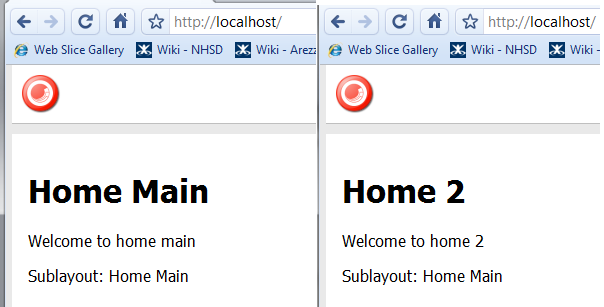 http://localhost/
Web Slice Gallery Wiki - NHSD Wiki - Arezz
Home Main
Welcome to home main
Sublayout: Home Main
http://localhost/
Web Slice Gallery Wiki - NHSD Wiki
Home 2
Welcome to home 2
Sublayout: Home Main